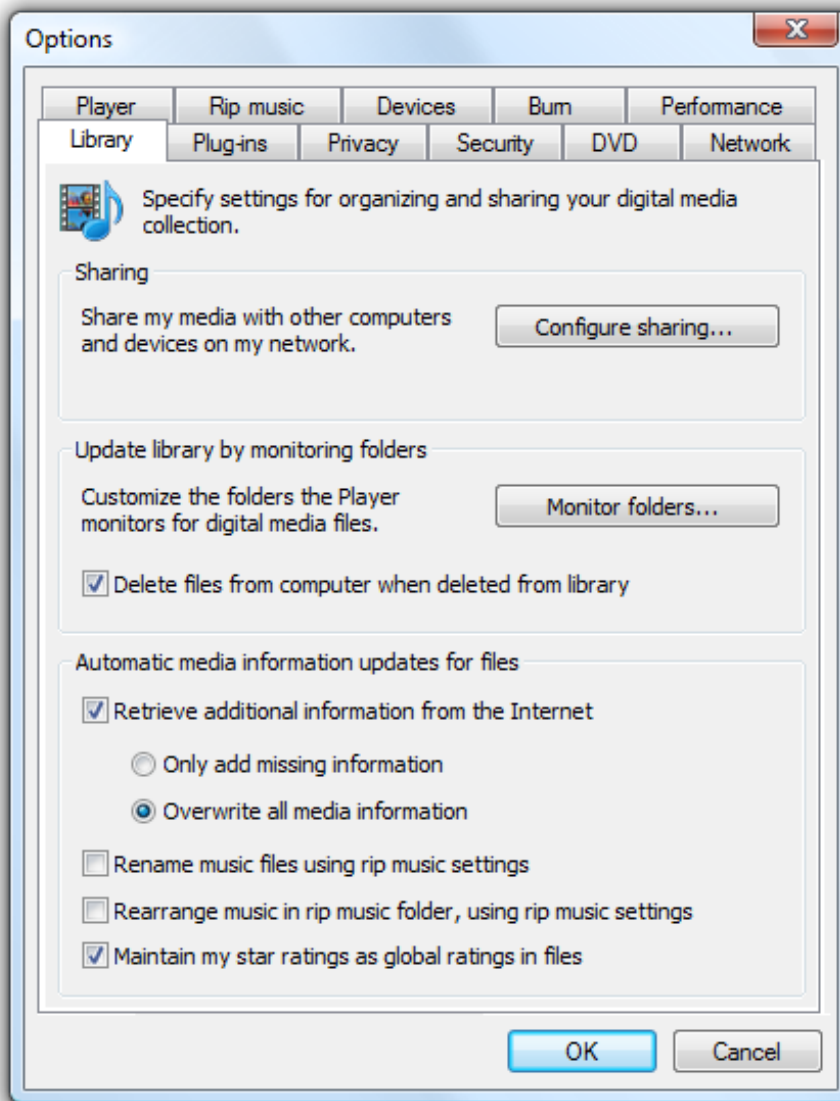 Options
Player Rip music Devices Burn Performance
Library Plug-ins Privacy Security DVD Network
Specify settings for organizing and sharing your digital media
collection.
Sharing
Share my media with other computers
and devices on my network.
Configure sharing...
Update library by monitoring folders
Customize the folders the Player
monitors for digital media files.
Monitor folders...
Delete files from computer when deleted from library
Automatic media information updates for files
Retrieve additional information from the Internet
Only add missing information
Overwrite all media information
Rename music files using rip music settings
Rearrange music in rip music folder, using rip music settings
Maintain my star ratings as global ratings in files
OK Cancel